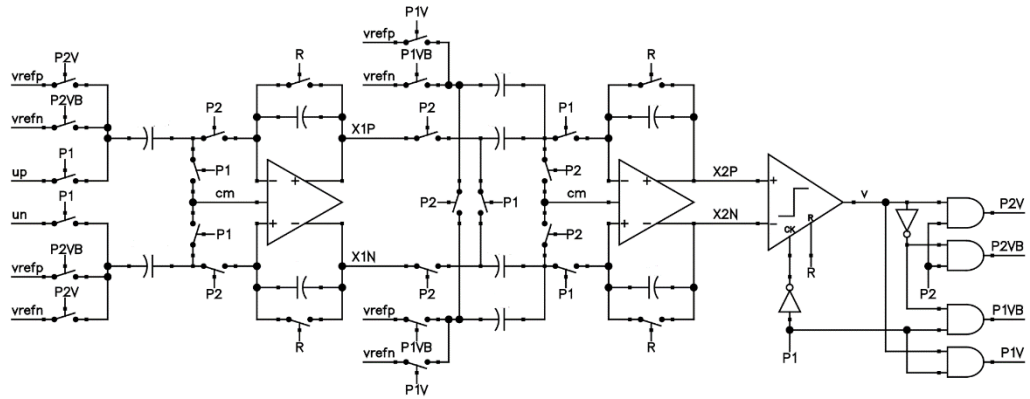 P1V
vrefp
P2V
P1VB
R
R
vrefp
vrefn
P2VB
P2
P2
P1
vrefn
X1P
P1
P2
P1
up
cm
P2
P1
cm
X2P
v
P2V
P1
un
P1
P2
X2N
CK
R
P2VB
P2VB
X1N
R
vrefp
P2
P2
P1
P2
P2V
vrefp
P1VB
vrefn
R
vrefn
R
P1
P1VB
P1V
P1V